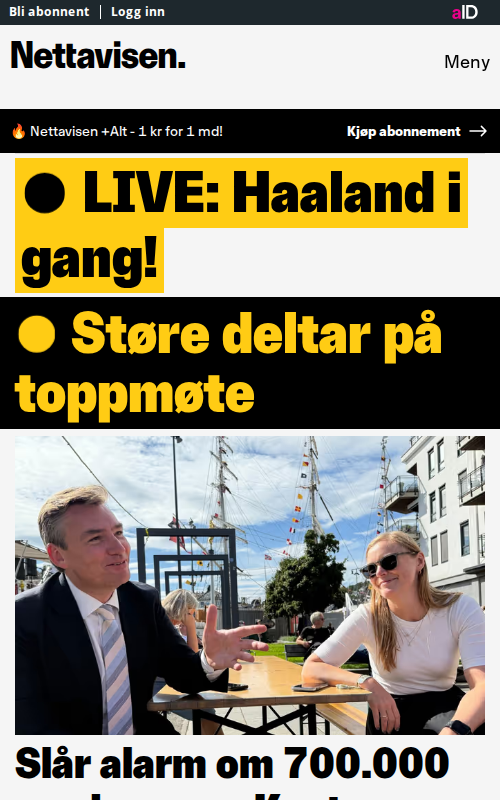 Bli abonnent | Logg inn
aID
Nettavisen.
Meny
🔥 Nettavisen +Alt - 1 kr for 1 md!
Kjøp abonnement →
● LIVE: Haaland i
gang!
● Støre deltar på
toppmøte
Slår alarm om 700.000